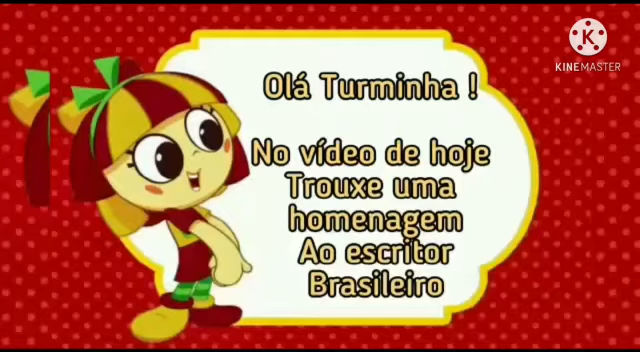 KINEMASTER
Olá Turminha !
No vídeo de hoje
Trouxe uma
homenagem
Ao escritor
Brasileiro